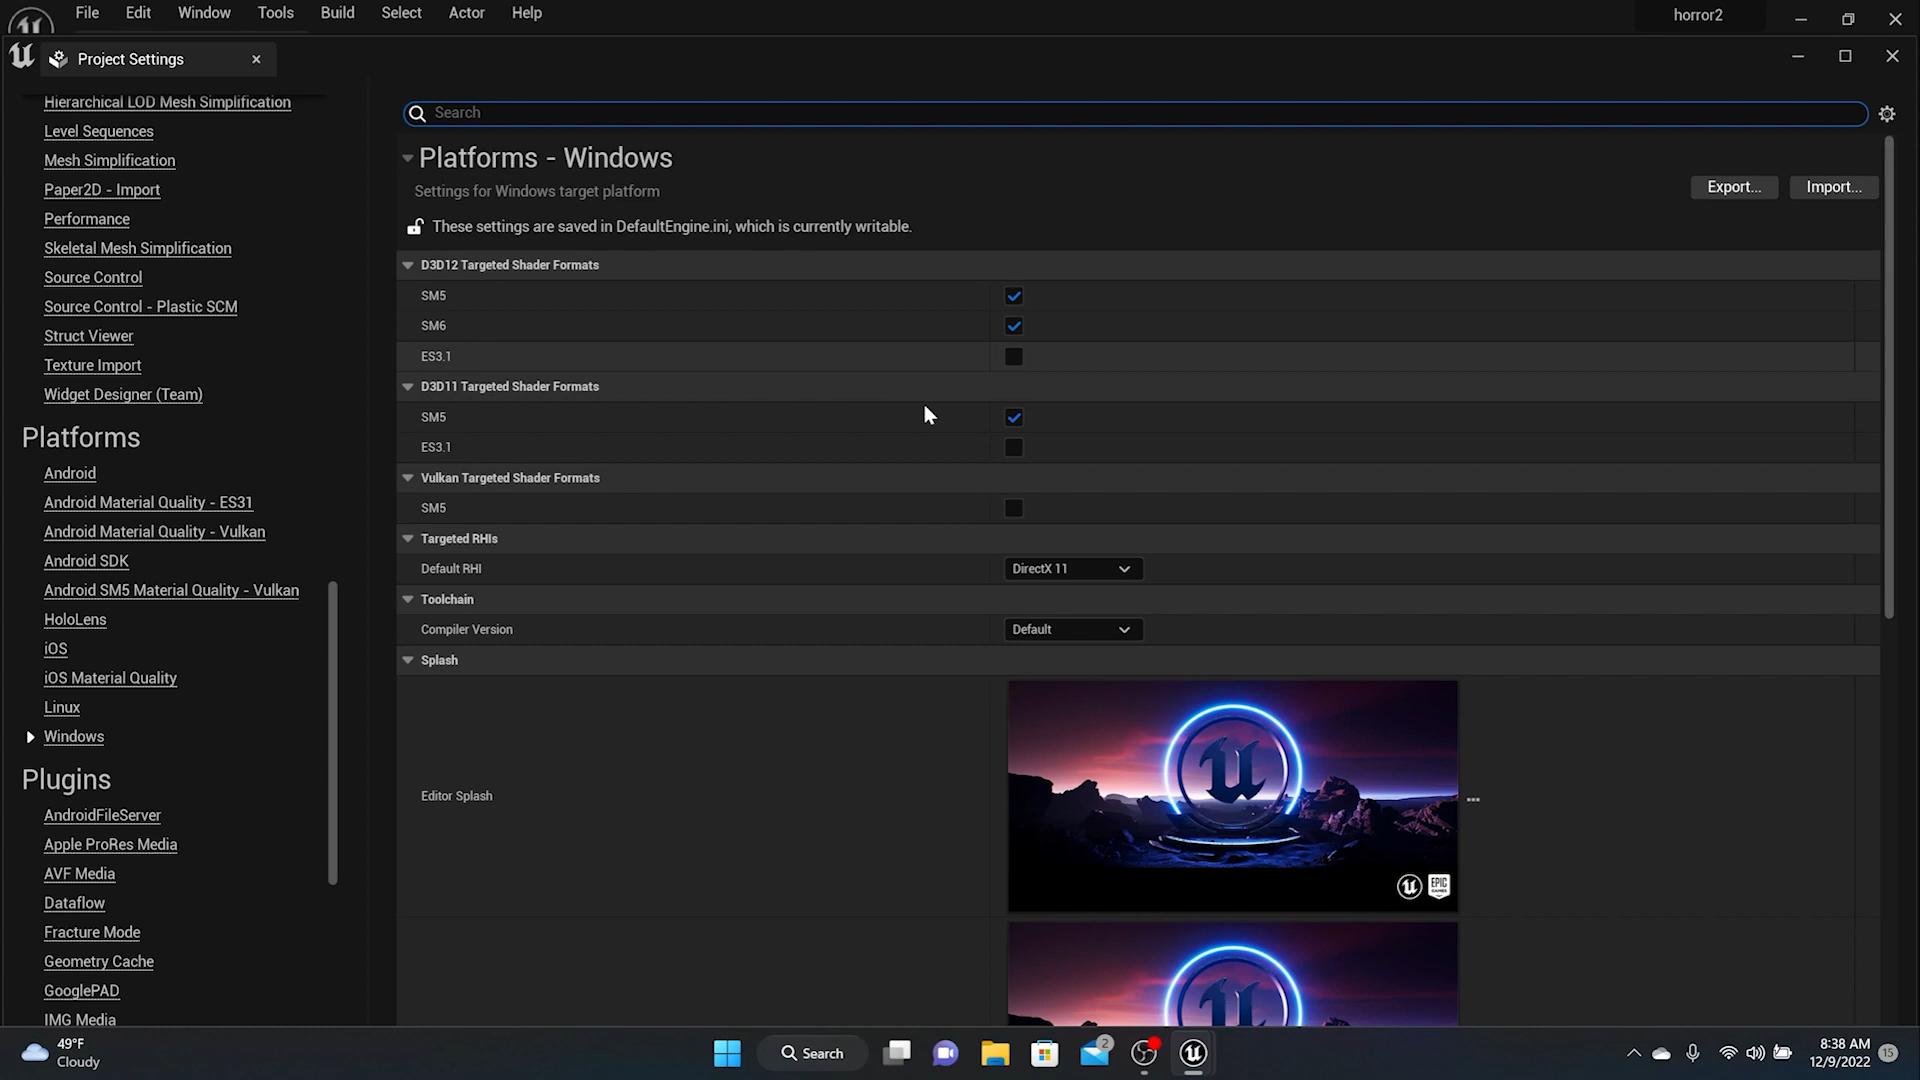 File Edit Window Tools Build Select Actor Help
horror2
Project Settings
Hierarchical LOD Mesh Simplification
Level Sequences
Mesh Simplification
Paper2D - Import
Performance
Skeletal Mesh Simplification
Source Control
Source Control - Plastic SCM
Struct Viewer
Texture Import
Widget Designer (Team)
Platforms
Android
Android Material Quality - ES31
Android Material Quality - Vulkan
Android SDK
Android SM5 Material Quality - Vulkan
HoloLens
iOS
iOS Material Quality
Linux
Windows
Plugins
AndroidFileServer
Apple ProRes Media
AVF Media
Dataflow
Fracture Mode
Geometry Cache
GooglePAD
IMG Media
Search
Platforms - Windows
Settings for Windows target platform
Export... Import...
These settings are saved in DefaultEngine.ini, which is currently writable.
D3D12 Targeted Shader Formats
SM5
SM6
ES3.1
D3D11 Targeted Shader Formats
SM5
ES3.1
Vulkan Targeted Shader Formats
SM5
Targeted RHIs
Default RHI DirectX 11
Toolchain
Compiler Version Default
Splash
Editor Splash
EPIC
GAMES
49°F
Cloudy
Search
2
8:38 AM
12/9/2022
15